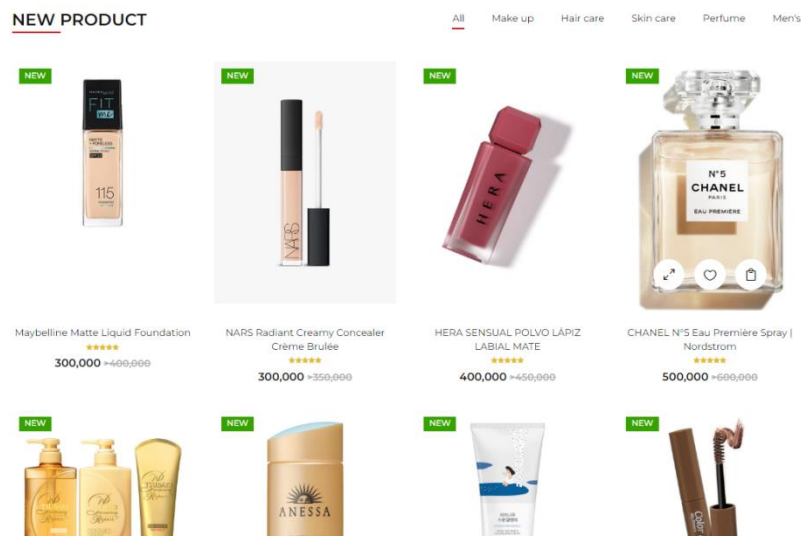 NEW PRODUCT
All Make up Hair care Skin care Perfume Men's
NEW NEW NEW NEW
FIT
me
115
NARS
HERA
N°5
CHANEL
PARIS
EAU PREMIÈRE
Maybelline Matte Liquid Foundation
NARS Radiant Creamy Concealer
Crème Brulée
HERA SENSUAL POLVO LÁPIZ
LABIAL MATE
CHANEL N°5 Eau Première Spray |
Nordstrom
300,000 400,000
300,000 350,000
400,000 450,000
500,000 600,000
NEW NEW NEW NEW
TSUBAKI
ANESSA
Color